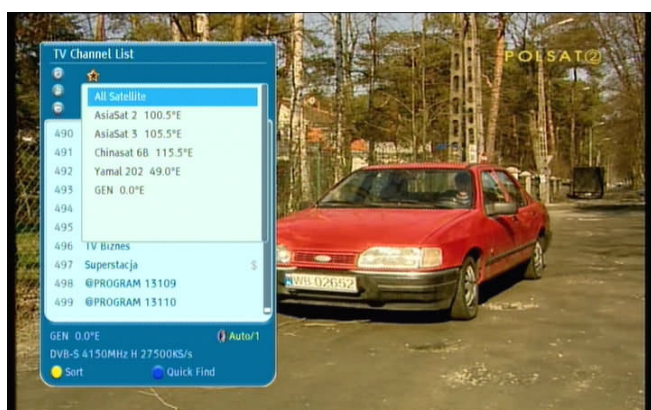 TV Channel List
POLSAT 2
All Satellite
AsiaSat 2 100.5°E
AsiaSat 3 105.5°E
Chinasat 6B 115.5°E
Yamal 202 49.0°E
GEN 0.0°E
490
491
492
493
494
495
496 TV Biznes
497 Superstacja $
498 @PROGRAM 13109
499 @PROGRAM 13110
WB 02652
GEN 0.0°E Auto/1
DVB-S 4150MHz H 27500KS/s
Sort Quick Find